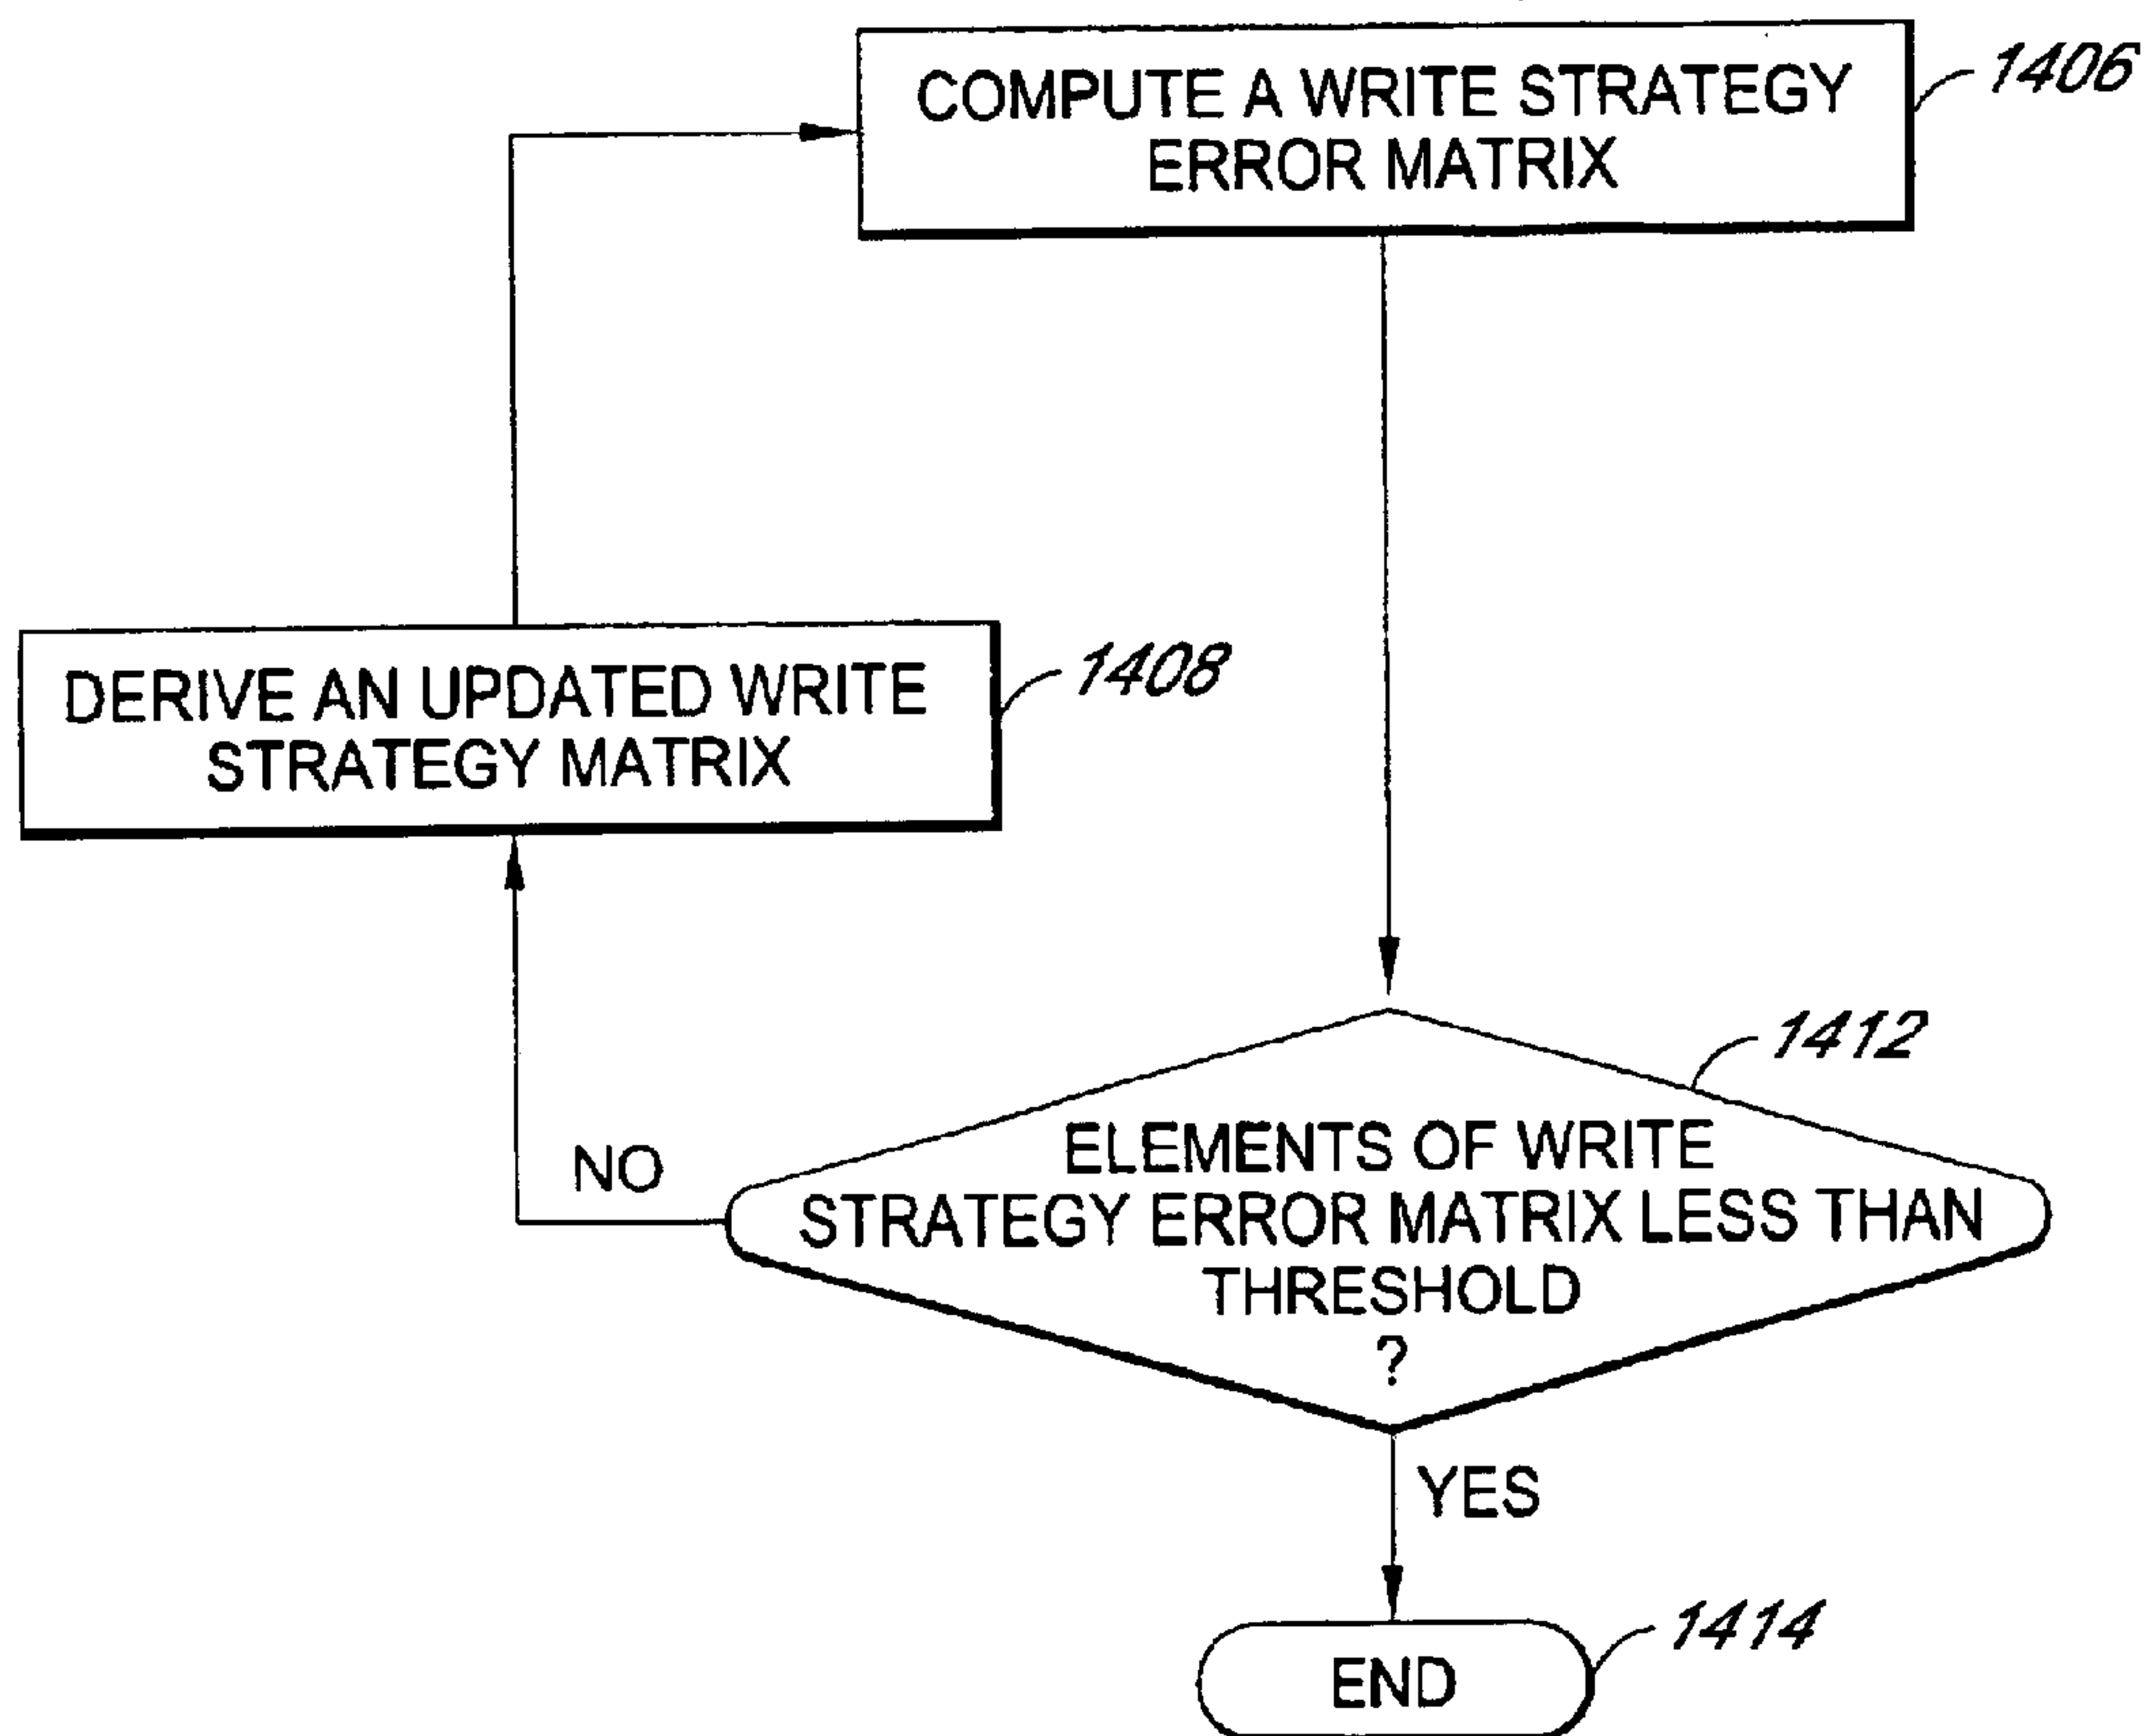 COMPUTE A WRITE STRATEGY
ERROR MATRIX
1406
DERIVE AN UPDATED WRITE
STRATEGY MATRIX
1408
1412
ELEMENTS OF WRITE
STRATEGY ERROR MATRIX LESS THAN
THRESHOLD
?
NO
YES
END
1414